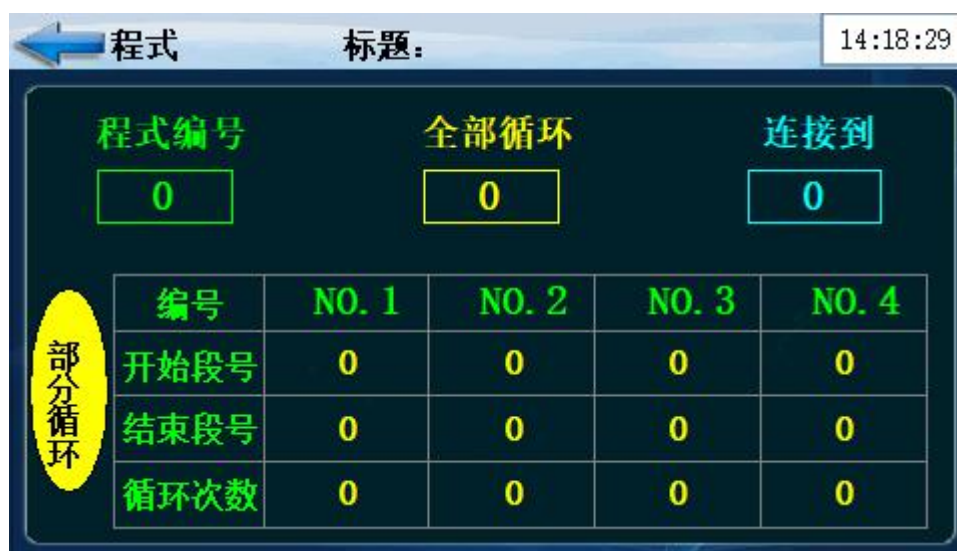 程式 标题: 14:18:29
程式编号 全部循环 连接到
0 0 0
部分循环
编号 NO. 1 NO. 2 NO. 3 NO. 4
开始段号 0 0 0 0
结束段号 0 0 0 0
循环次数 0 0 0 0